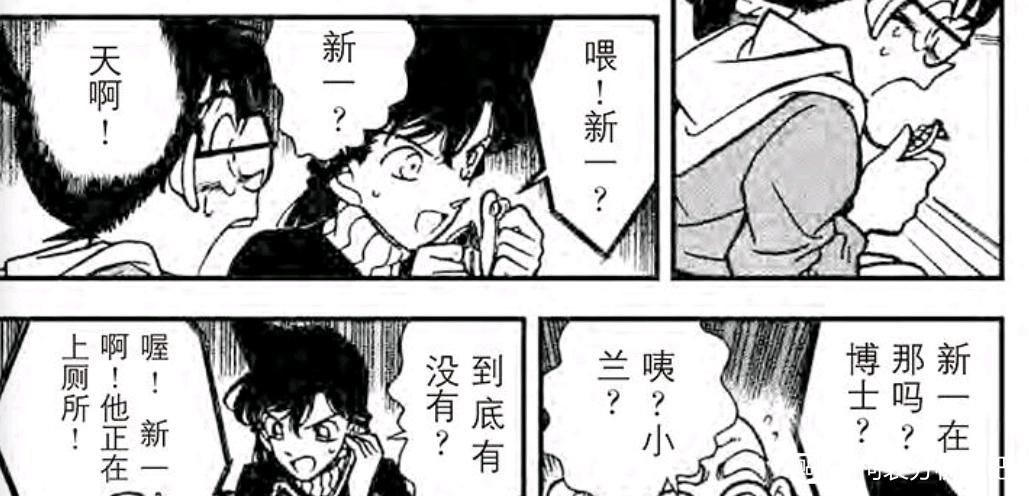 喂！新一？
新一？
天啊！
新一在
那吗？
博士？
咦？小
兰？
到底有
没有？
喔！新一，
啊！他正在
上厕所！